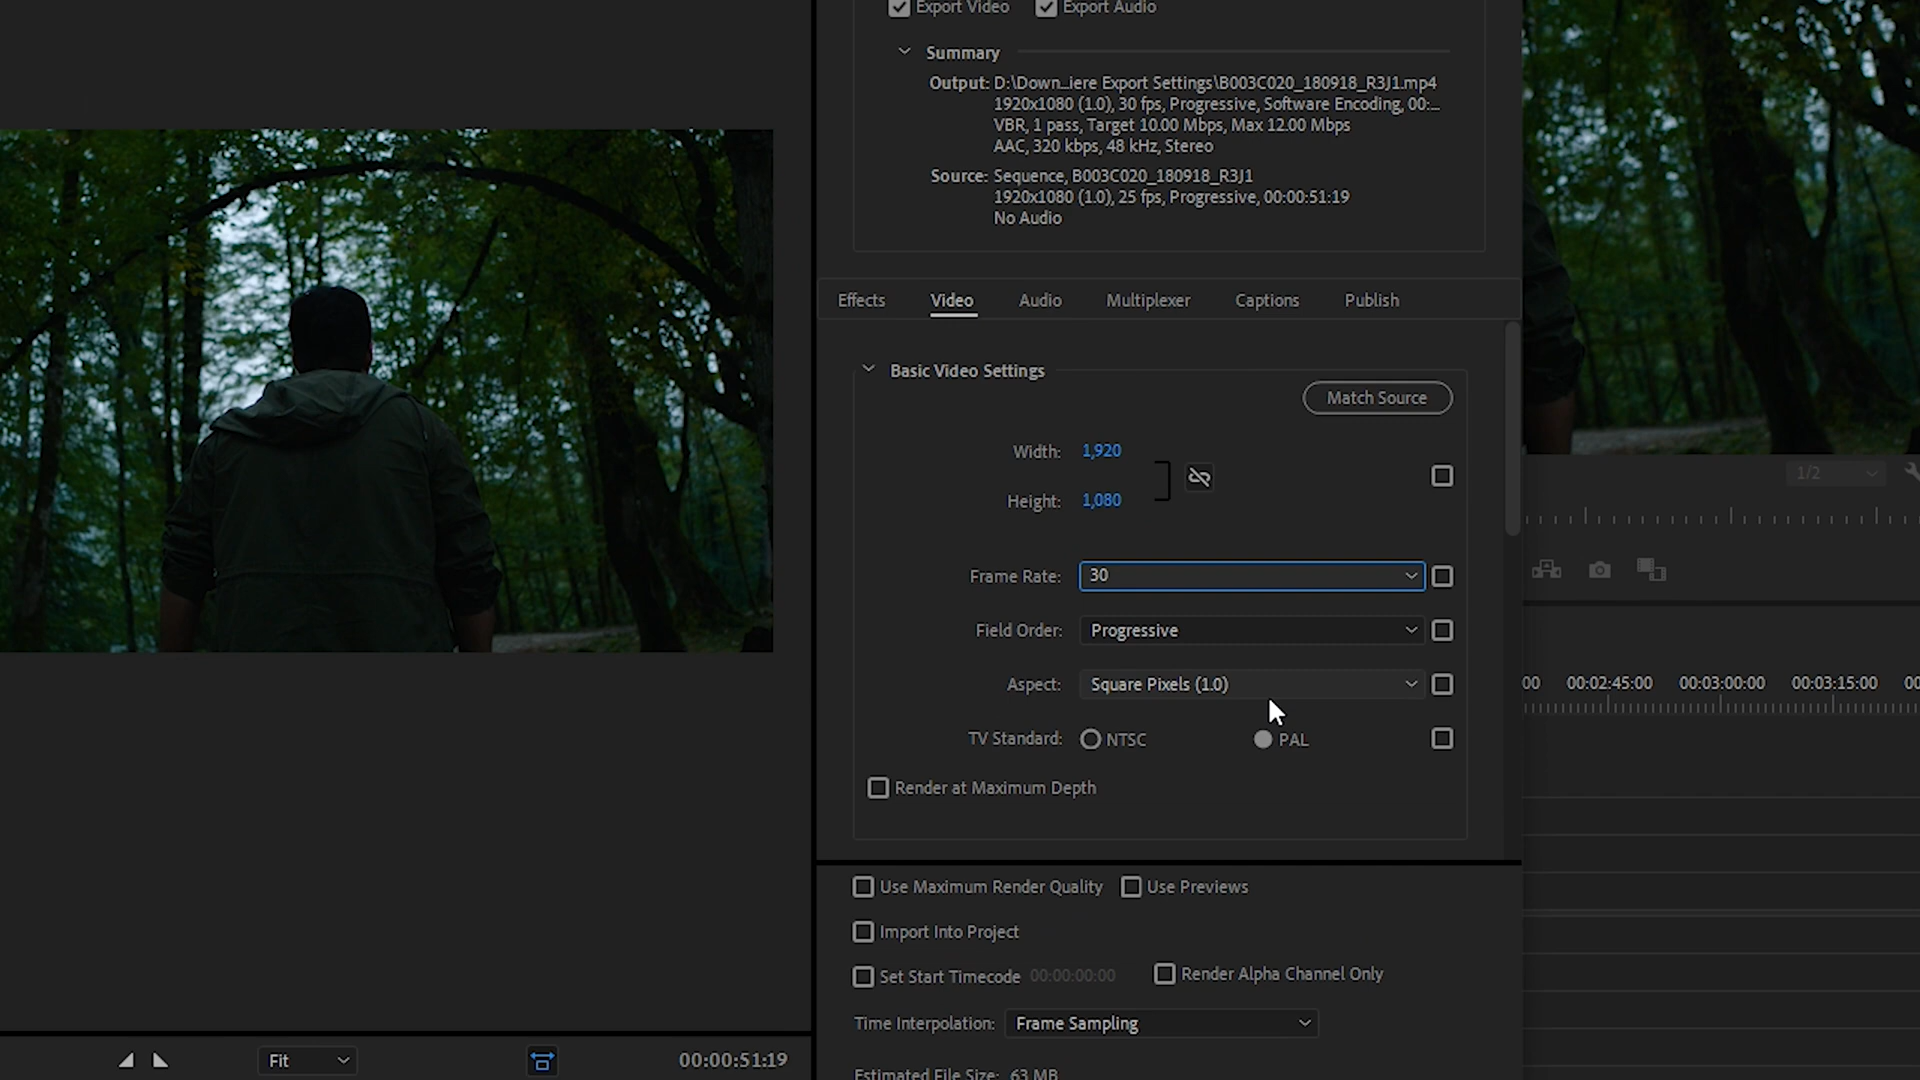 Export Video Export Audio
Summary
Output: D:\Down...iere Export Settings\B003C020_180918_R3J1.mp4
1920x1080 (1.0), 30 fps, Progressive, Software Encoding, 00:...
VBR, 1 pass, Target 10.00 Mbps, Max 12.00 Mbps
AAC, 320 kbps, 48 kHz, Stereo
Source: Sequence, B003C020_180918_R3J1
1920x1080 (1.0), 25 fps, Progressive, 00:00:51:19
No Audio
Effects Video Audio Multiplexer Captions Publish
Basic Video Settings
Match Source
Width: 1,920
Height: 1,080
1/2
Frame Rate: 30
Field Order: Progressive
Aspect: Square Pixels (1.0)
00 00:02:45:00 00:03:00:00 00:03:15:00 00
TV Standard: NTSC PAL
Render at Maximum Depth
Use Maximum Render Quality Use Previews
Import Into Project
Set Start Timecode 00:00:00:00 Render Alpha Channel Only
Time Interpolation: Frame Sampling
Fit 00:00:51:19
Estimated File Size: 63 MB